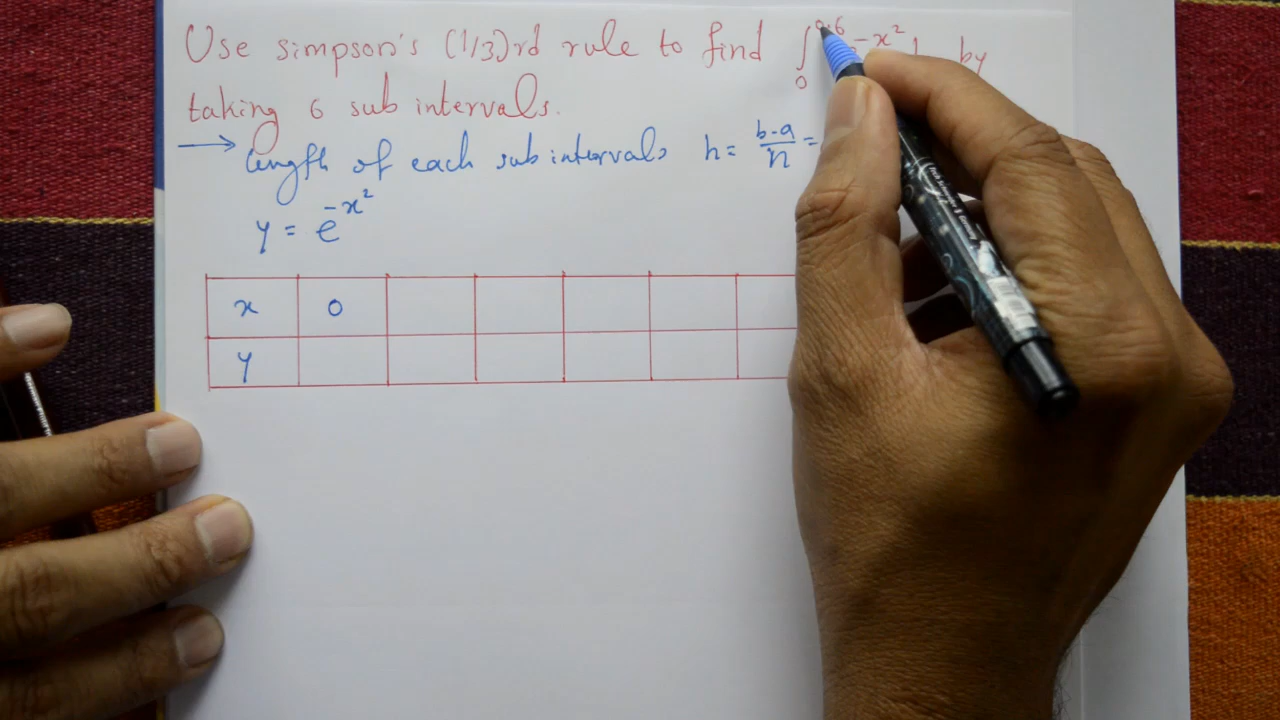 Use simpson's (1/3)rd rule to find ∫₀^0.6 e^-x² d by
taking 6 sub intervals.
→ length of each sub intervals h = b-a/n =
y = e^-x²
x 0
y